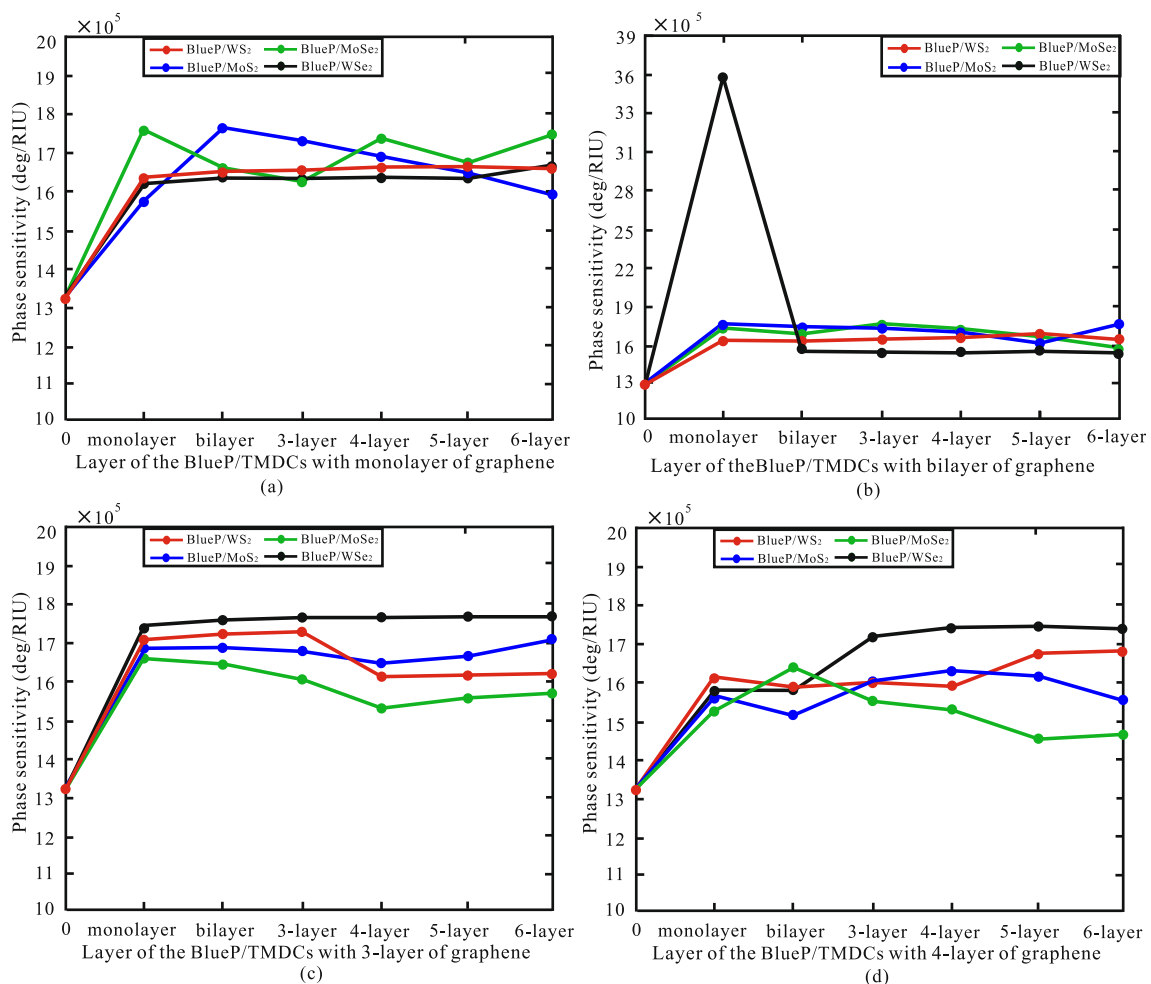 ×10⁵
20
19
18
17
16
15
14
13
12
11
10
Phase sensitivity (deg/RIU)
BlueP/WS₂ BlueP/MoSe₂
BlueP/MoS₂ BlueP/WSe₂
0 monolayer bilayer 3-layer 4-layer 5-layer 6-layer
Layer of the BlueP/TMDCs with monolayer of graphene
(a)
×10⁵
39
36
33
31
28
25
22
19
16
13
10
Phase sensitivity (deg/RIU)
BlueP/WS₂ BlueP/MoSe₂
BlueP/MoS₂ BlueP/WSe₂
0 monolayer bilayer 3-layer 4-layer 5-layer 6-layer
Layer of theBlueP/TMDCs with bilayer of graphene
(b)
×10⁵
20
19
18
17
16
15
14
13
12
11
10
Phase sensitivity (deg/RIU)
BlueP/WS₂ BlueP/MoSe₂
BlueP/MoS₂ BlueP/WSe₂
0 monolayer bilayer 3-layer 4-layer 5-layer 6-layer
Layer of the BlueP/TMDCs with 3-layer of graphene
(c)
×10⁵
20
19
18
17
16
15
14
13
12
11
10
Phase sensitivity (deg/RIU)
BlueP/WS₂ BlueP/MoSe₂
BlueP/MoS₂ BlueP/WSe₂
0 monolayer bilayer 3-layer 4-layer 5-layer 6-layer
Layer of the BlueP/TMDCs with 4-layer of graphene
(d)